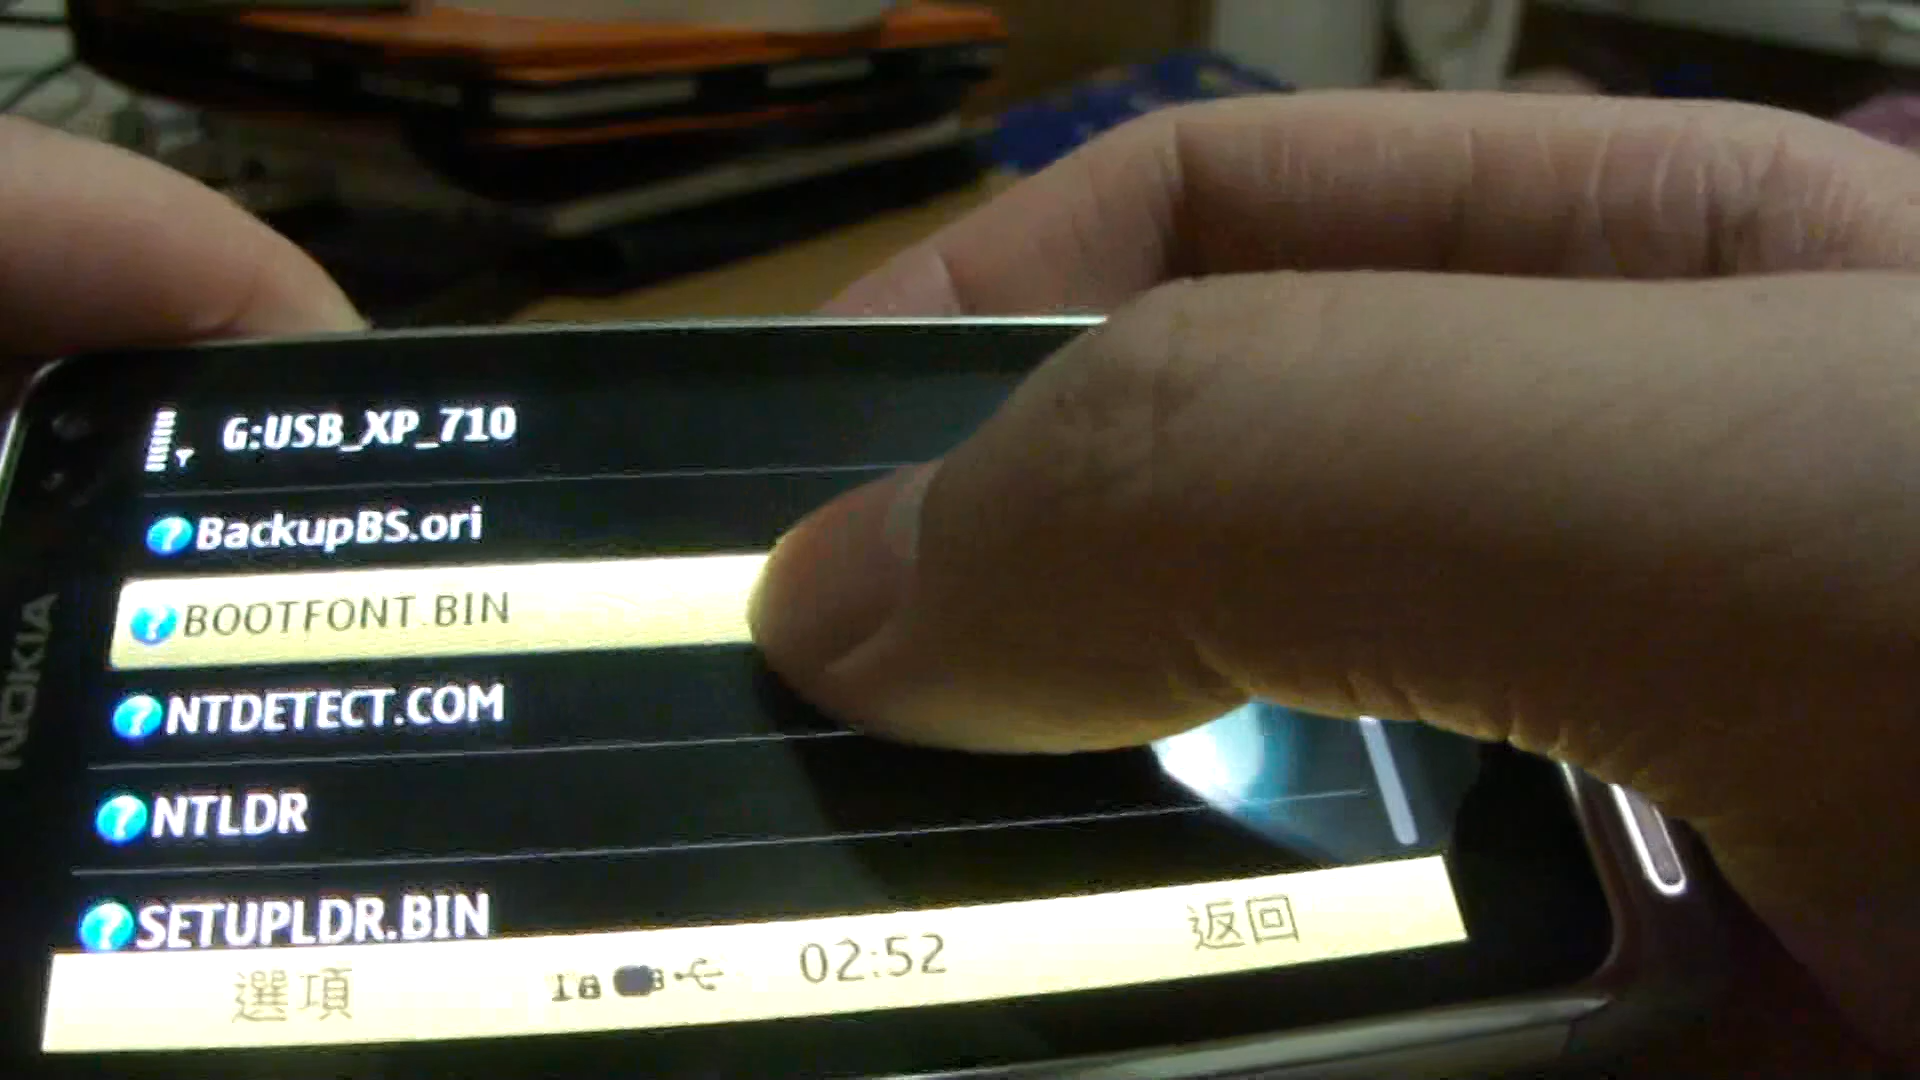 G:USB_XP_710
BackupBS.ori
BOOTFONT.BIN
NTDETECT.COM
NTLDR
SETUPLDR.BIN
選項
02:52
返回
NOKIA